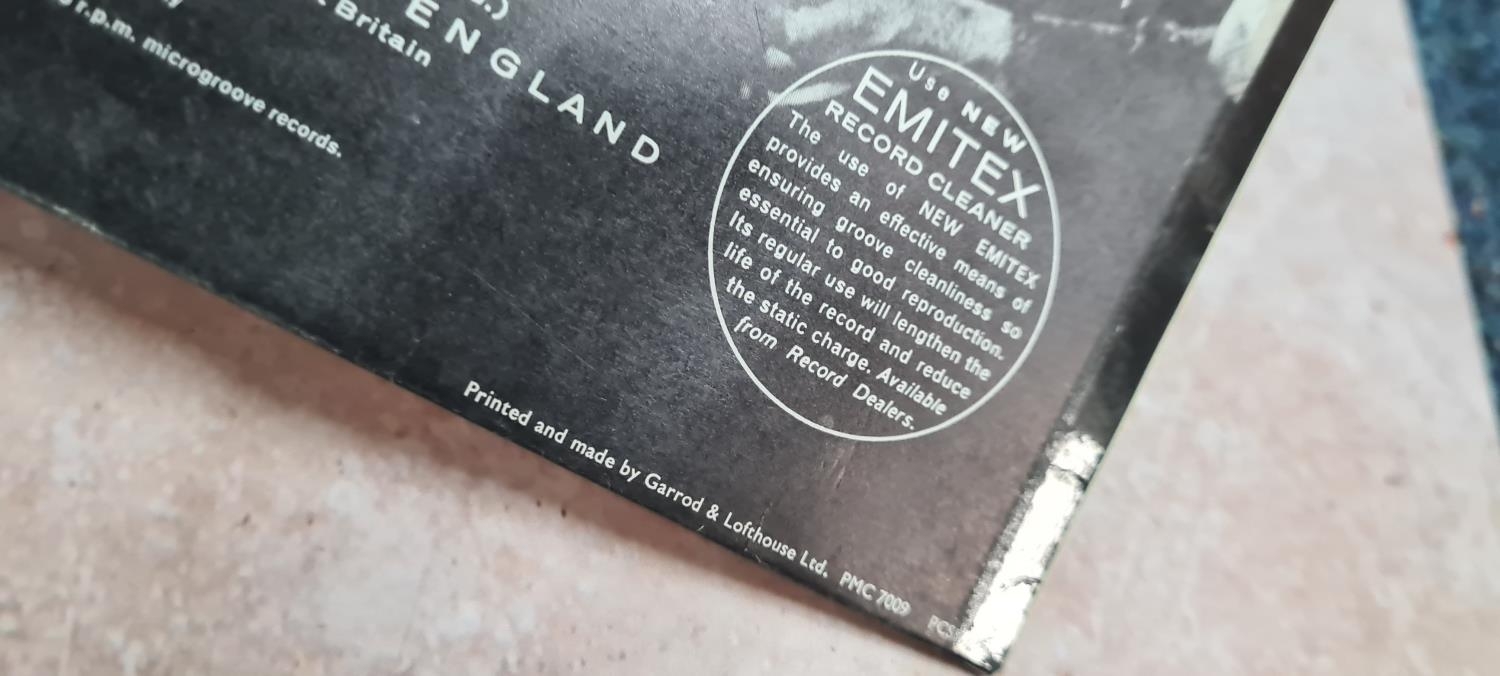 ENGLAND
Britain
r.p.m. microgroove records.
Use NEW
EMITEX
RECORD CLEANER
The use of NEW EMITEX
provides an effective means of
ensuring groove cleanliness so
essential to good reproduction.
Its regular use will lengthen the
life of the record and reduce
the static charge. Available
from Record Dealers.
Printed and made by Garrod & Lofthouse Ltd. PMC 7009